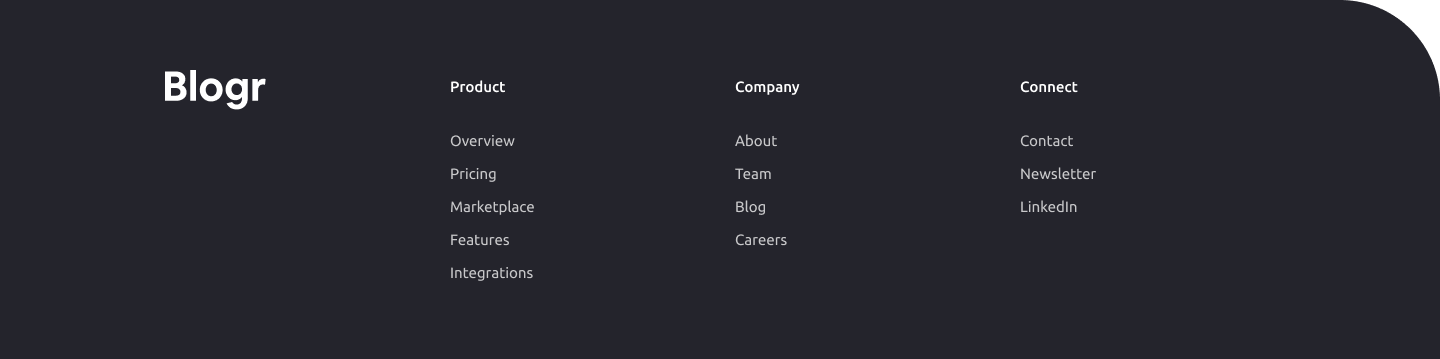 Blogr
Product
Overview
Pricing
Marketplace
Features
Integrations
Company
About
Team
Blog
Careers
Connect
Contact
Newsletter
LinkedIn